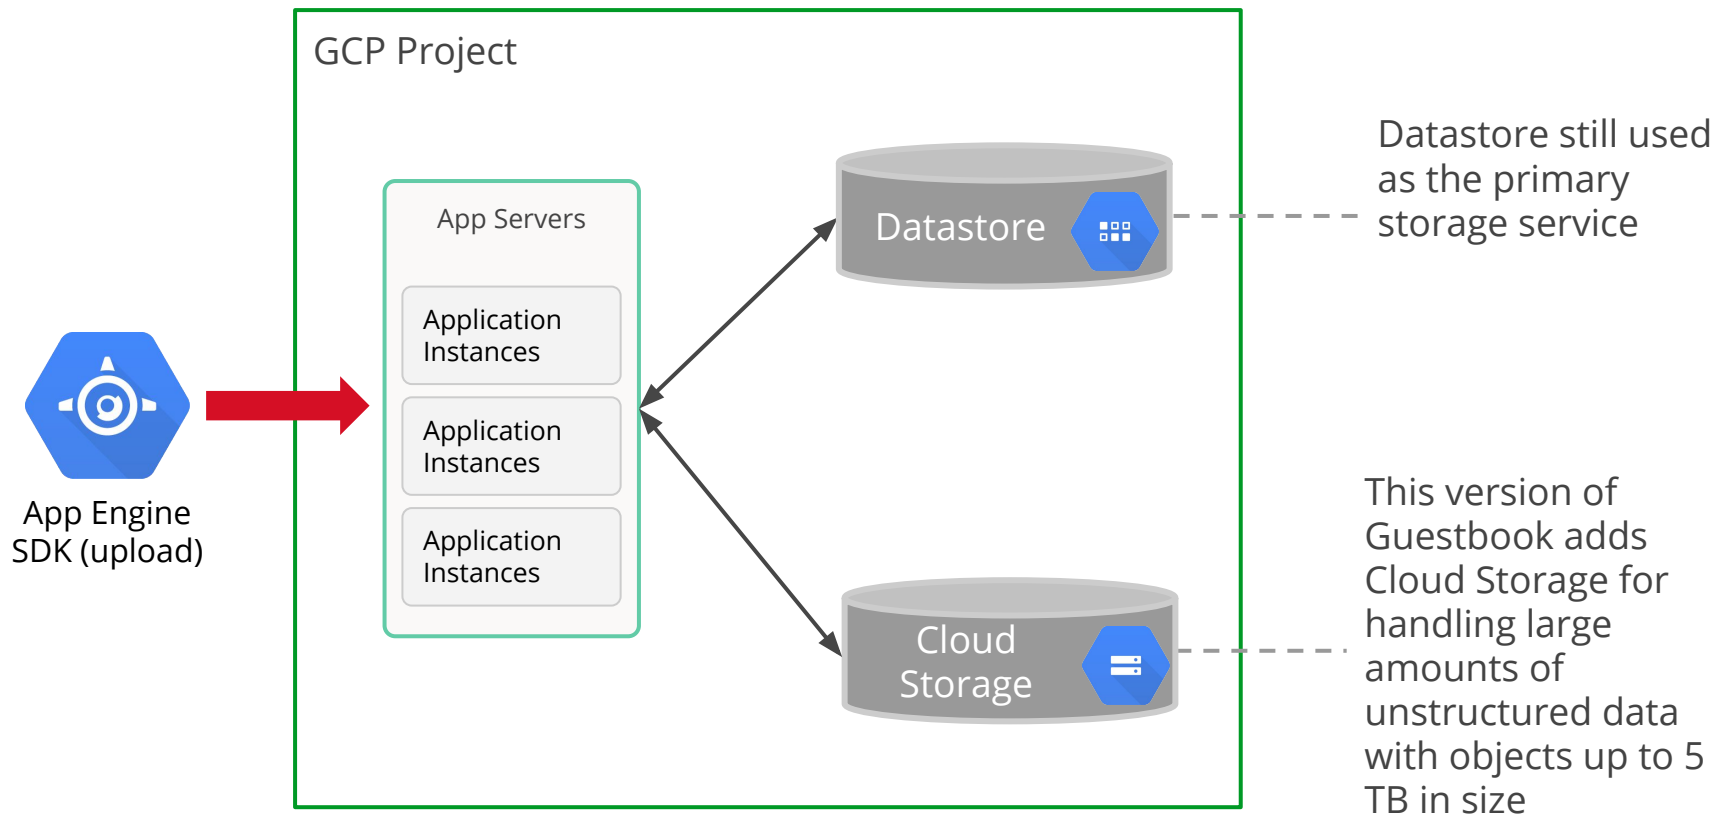 GCP Project
App Engine
SDK (upload)
App Servers
Application
Instances
Application
Instances
Application
Instances
Datastore
Cloud
Storage
Datastore still used
as the primary
storage service
This version of
Guestbook adds
Cloud Storage for
handling large
amounts of
unstructured data
with objects up to 5
TB in size